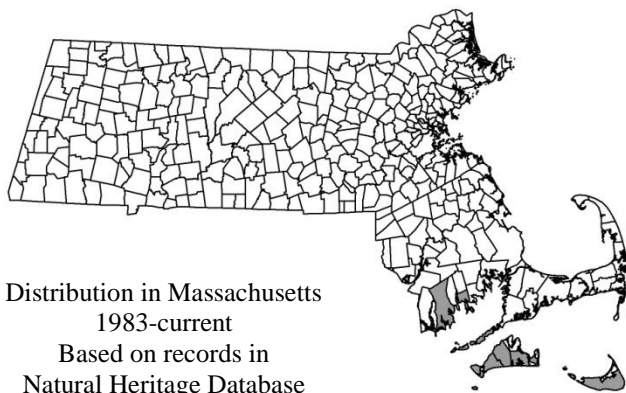 Distribution in Massachusetts
1983-current
Based on records in
Natural Heritage Database